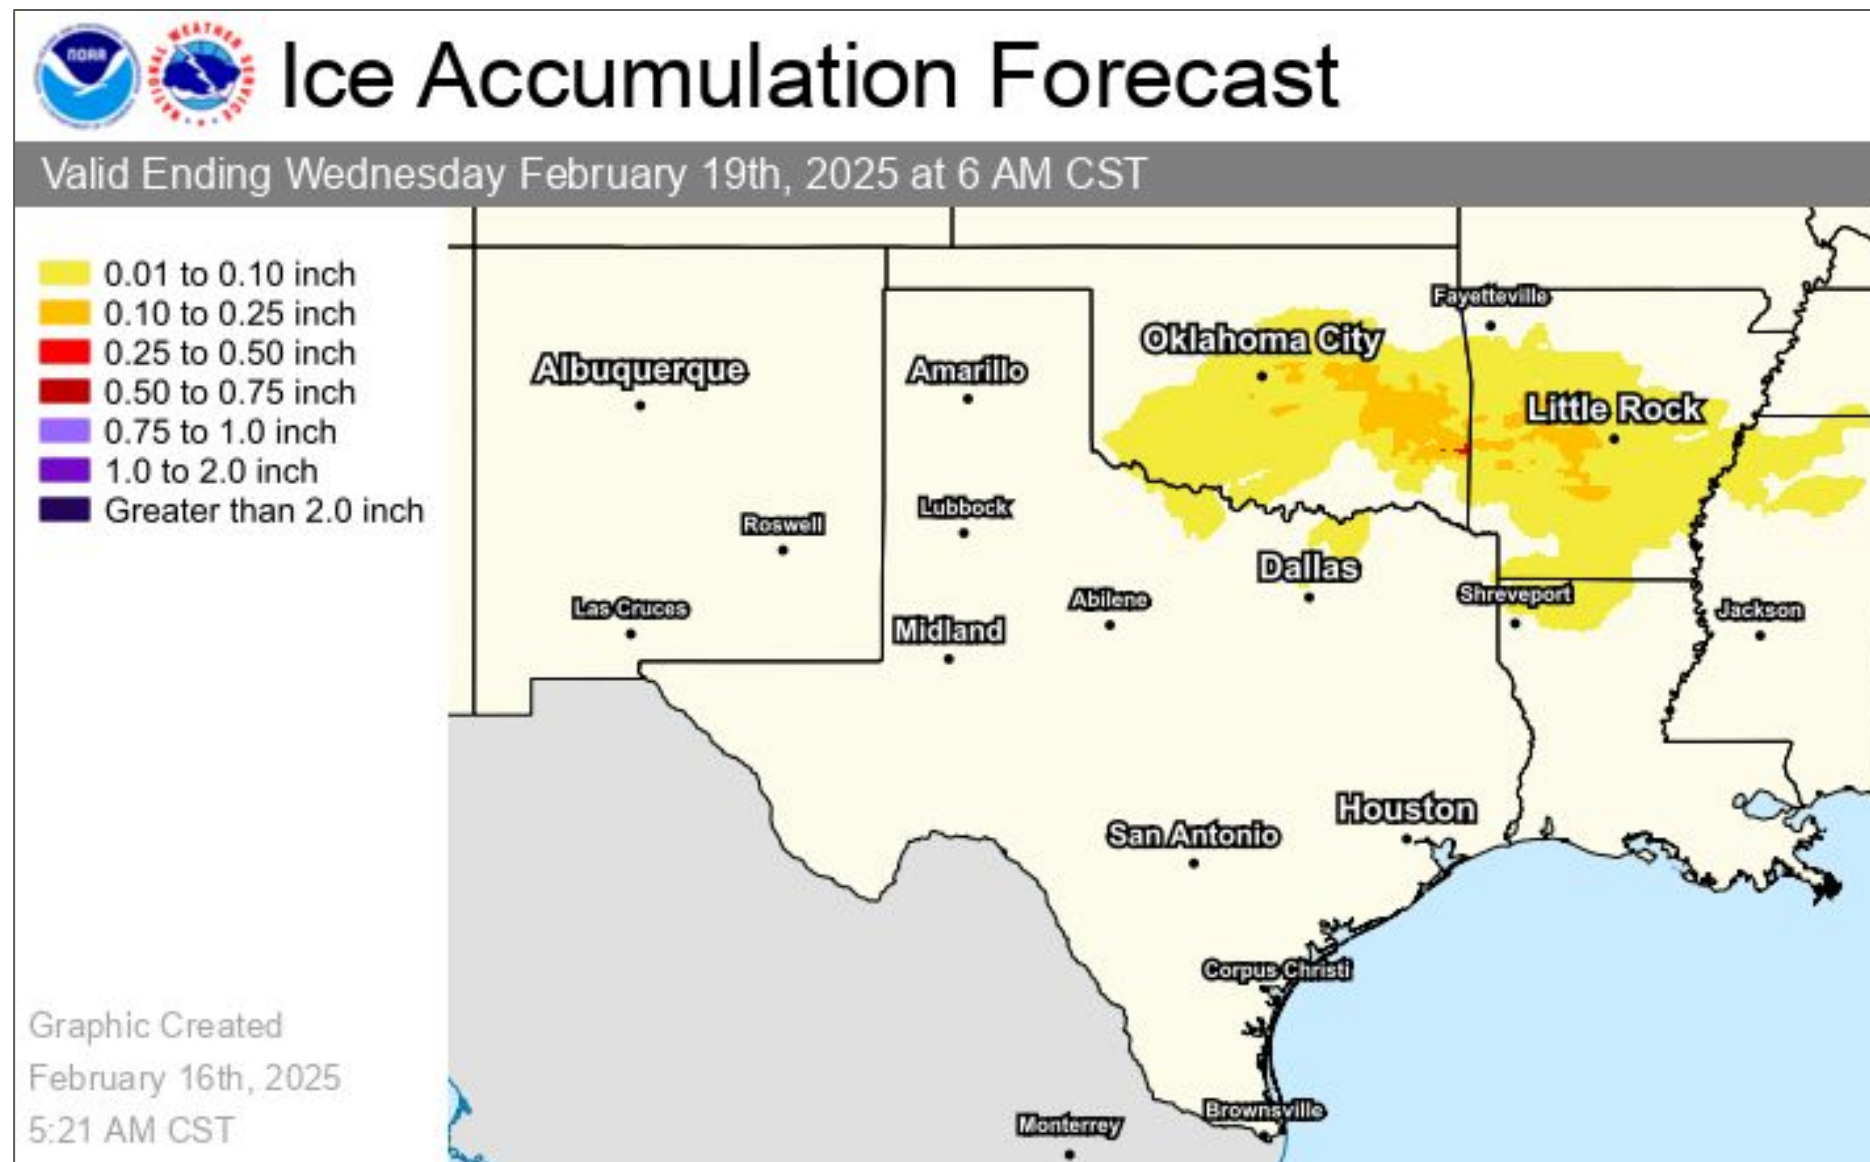 NOAA
NATIONAL WEATHER SERVICE
Ice Accumulation Forecast
Valid Ending Wednesday February 19th, 2025 at 6 AM CST
0.01 to 0.10 inch
0.10 to 0.25 inch
0.25 to 0.50 inch
0.50 to 0.75 inch
0.75 to 1.0 inch
1.0 to 2.0 inch
Greater than 2.0 inch
Fayetteville
Oklahoma City
Albuquerque
Amarillo
Little Rock
Lubbock
Roswell
Dallas
Shreveport
Abilene
Las Cruces
Jackson
Midland
Houston
San Antonio
Corpus Christi
Brownsville
Monterrey
Graphic Created
February 16th, 2025
5:21 AM CST